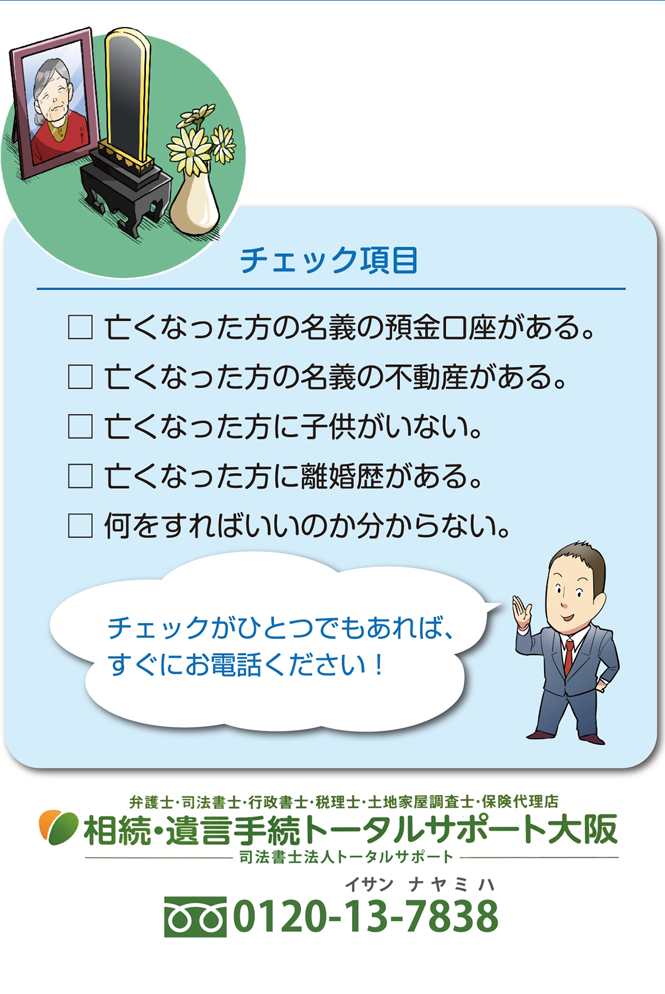 チェック項目
□ 亡くなった方の名義の預金口座がある。
□ 亡くなった方の名義の不動産がある。
□ 亡くなった方に子供がいない。
□ 亡くなった方に離婚歴がある。
□ 何をすればいいのか分からない。
チェックがひとつでもあれば、
すぐにお電話ください！
弁護士・司法書士・行政書士・税理士・土地家屋調査士・保険代理店
相続・遺言手続トータルサポート大阪
司法書士法人トータルサポート
イサン ナヤミハ
0120-13-7838